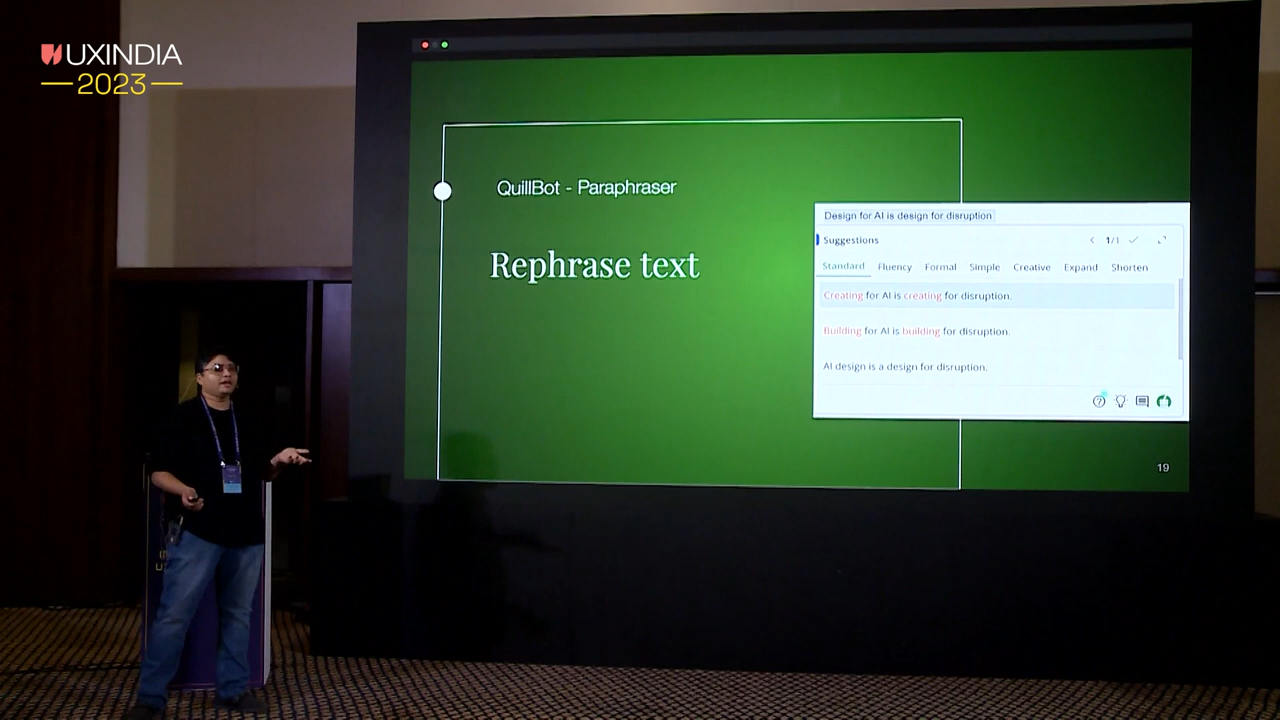 UXINDIA
2023
QuillBot - Paraphraser
Rephrase text
Design for AI is design for disruption
Suggestions
1/1
Standard Fluency Formal Simple Creative Expand Shorten
Creating for AI is creating for disruption.
Building for AI is building for disruption.
AI design is a design for disruption.
19